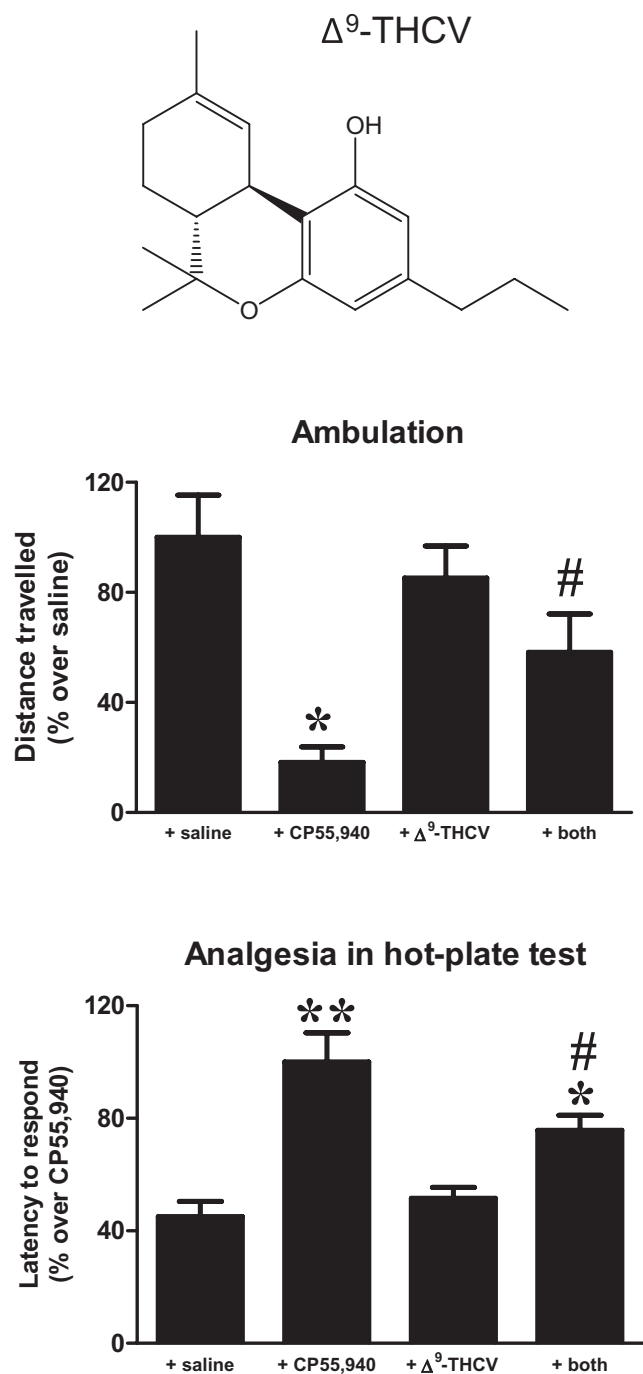 Δ⁹-THCV
OH
O
Ambulation
Distance travelled
(% over saline)
120
80
40
0
*
#
+ saline
+ CP55,940
+ Δ⁹-THCV
+ both
Analgesia in hot-plate test
Latency to respond
(% over CP55,940)
120
80
40
0
**
#
*
+ saline
+ CP55,940
+ Δ⁹-THCV
+ both